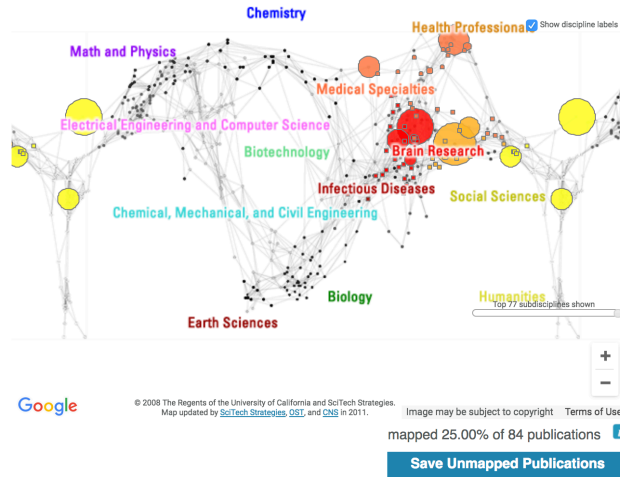 Chemistry
Health Professional
Show discipline labels
Math and Physics
Medical Specialties
Electrical Engineering and Computer Science
Biotechnology
Brain Research
Infectious Diseases
Social Sciences
Chemical, Mechanical, and Civil Engineering
Biology
Humanities
Top 77 subdisciplines shown
Earth Sciences
+
−
Google
© 2008 The Regents of the University of California and SciTech Strategies.
Map updated by SciTech Strategies, OST, and CNS in 2011.
Image may be subject to copyright Terms of Use
mapped 25.00% of 84 publications
Save Unmapped Publications